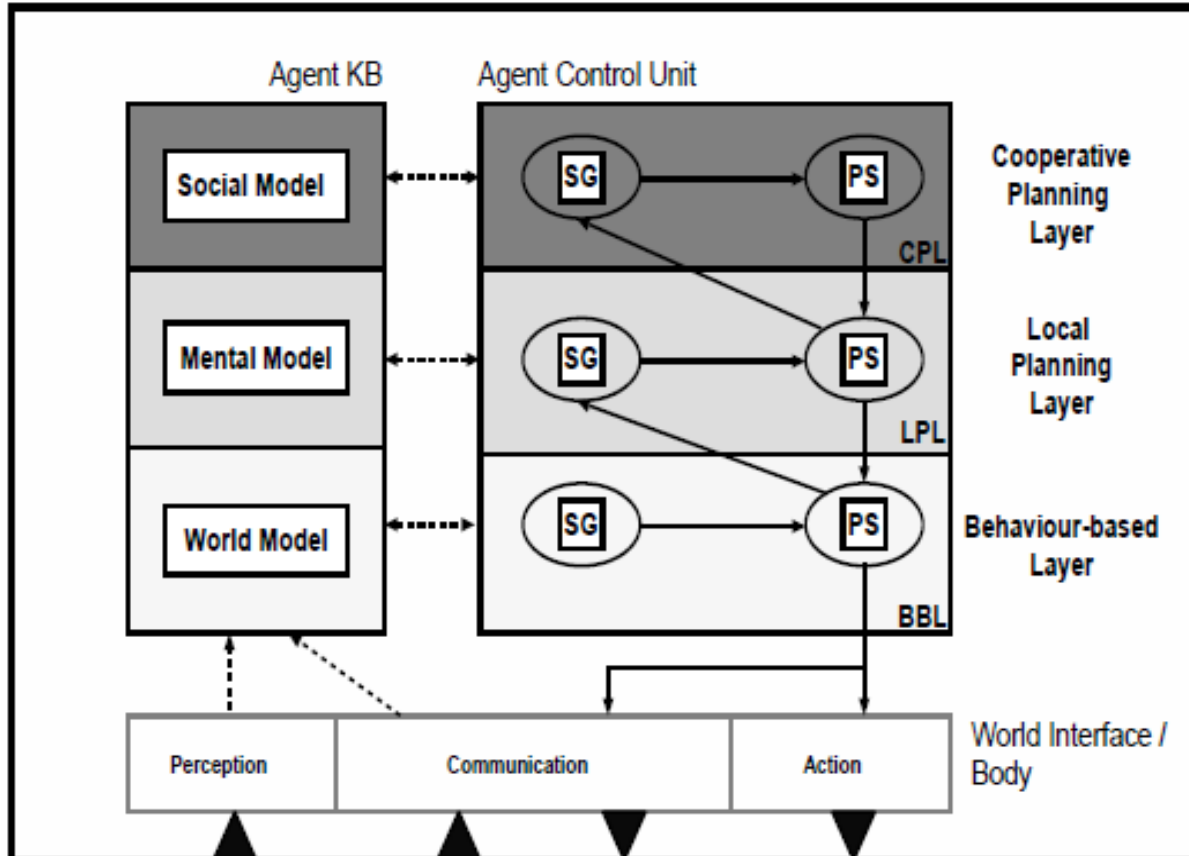 Agent KB
Agent Control Unit
Social Model
SG
PS
CPL
Cooperative
Planning
Layer
Mental Model
SG
PS
LPL
Local
Planning
Layer
World Model
SG
PS
BBL
Behaviour-based
Layer
Perception
Communication
Action
World Interface /
Body